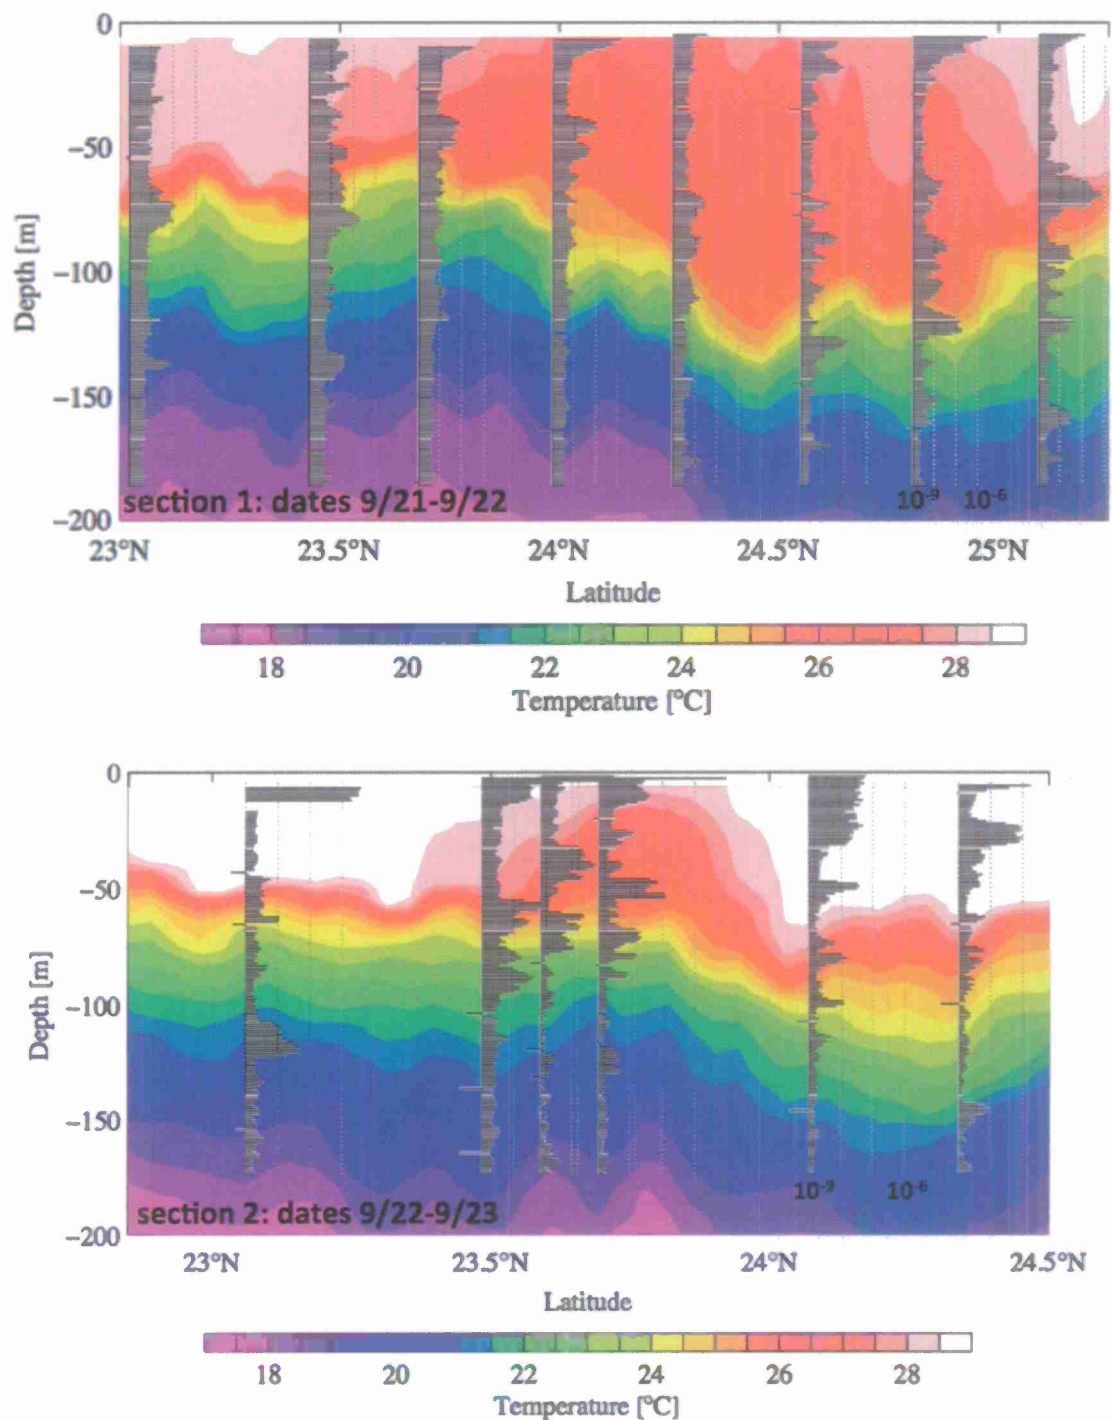 0
−50
−100
−150
−200
Depth [m]
section 1: dates 9/21-9/22
10⁻⁹ 10⁻⁶
23°N 23.5°N 24°N 24.5°N 25°N
Latitude
18 20 22 24 26 28
Temperature [°C]
0
−50
−100
−150
−200
Depth [m]
10⁻⁹ 10⁻⁶
section 2: dates 9/22-9/23
23°N 23.5°N 24°N 24.5°N
Latitude
18 20 22 24 26 28
Temperature [°C]